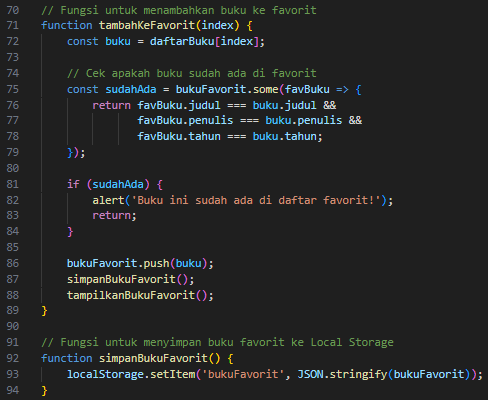 70 // Fungsi untuk menambahkan buku ke favorit
71 function tambahKeFavorit(index) {
72     const buku = daftarBuku[index];
73
74     // Cek apakah buku sudah ada di favorit
75     const sudahAda = bukuFavorit.some(favBuku => {
76         return favBuku.judul === buku.judul &&
77                favBuku.penulis === buku.penulis &&
78                favBuku.tahun === buku.tahun;
79     });
80
81     if (sudahAda) {
82         alert('Buku ini sudah ada di daftar favorit!');
83         return;
84     }
85
86     bukuFavorit.push(buku);
87     simpanBukuFavorit();
88     tampilkanBukuFavorit();
89 }
90
91 // Fungsi untuk menyimpan buku favorit ke Local Storage
92 function simpanBukuFavorit() {
93     localStorage.setItem('bukuFavorit', JSON.stringify(bukuFavorit));
94 }